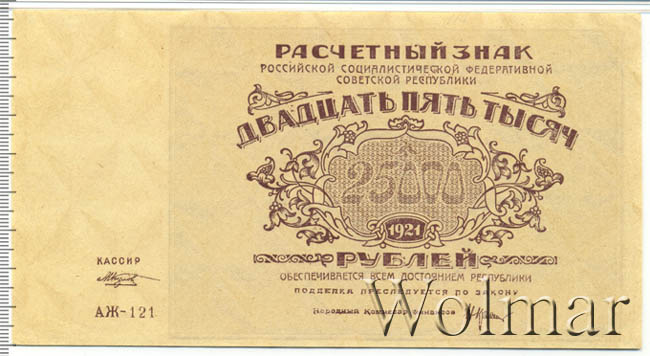 РАСЧЕТНЫЙ ЗНАК
РОССИЙСКОЙ СОЦИАЛИСТИЧЕСКОЙ ФЕДЕРАТИВНОЙ
СОВЕТСКОЙ РЕСПУБЛИКИ
ДВАДЦАТЬ ПЯТЬ ТЫСЯЧ
25000
1921
РУБЛЕЙ
ОБЕСПЕЧИВАЕТСЯ ВСЕМ ДОСТОЯНИЕМ РЕСПУБЛИКИ
ПОДДЕЛКА ПРЕСЛЕДУЕТСЯ ПО ЗАКОНУ
Народный Комиссар Финансов
КАССИР
АЖ-121
Wolmar